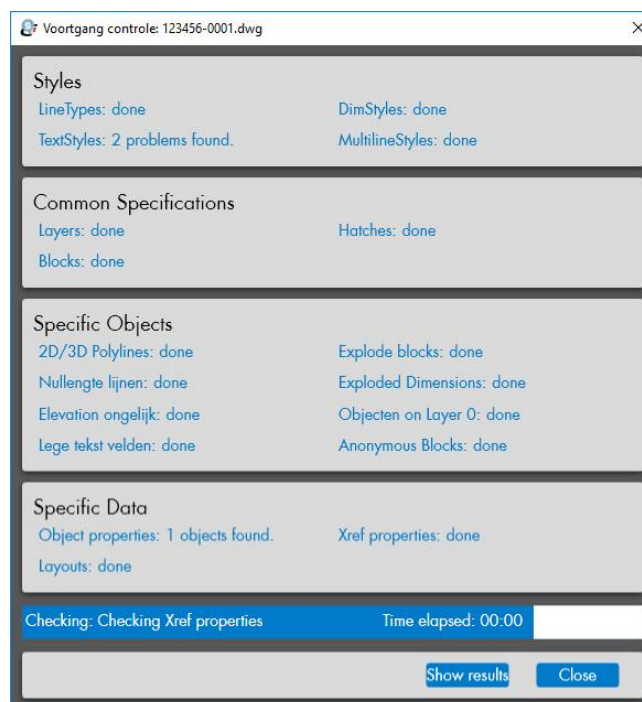 Voortgang controle: 123456-0001.dwg
Styles
LineTypes: done
DimStyles: done
TextStyles: 2 problems found.
MultilineStyles: done
Common Specifications
Layers: done
Hatches: done
Blocks: done
Specific Objects
2D/3D Polylines: done
Explode blocks: done
Nullengte lijnen: done
Exploded Dimensions: done
Elevation ongelijk: done
Objecten on Layer 0: done
Lege tekst velden: done
Anonymous Blocks: done
Specific Data
Object properties: 1 objects found.
Xref properties: done
Layouts: done
Checking: Checking Xref properties
Time elapsed: 00:00
Show results
Close